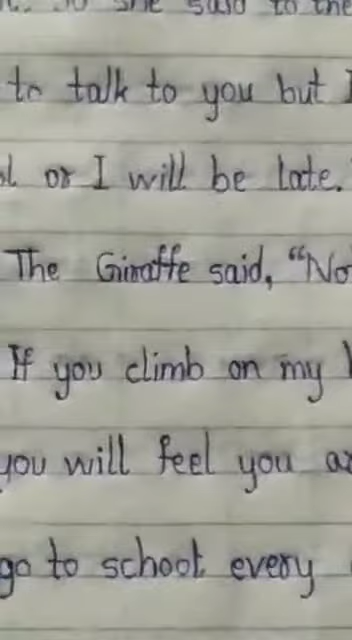 she said to the
to talk to you but I
or I will be late.
The Giraffe said, "No
If you climb on my
you will feel you
go to school every